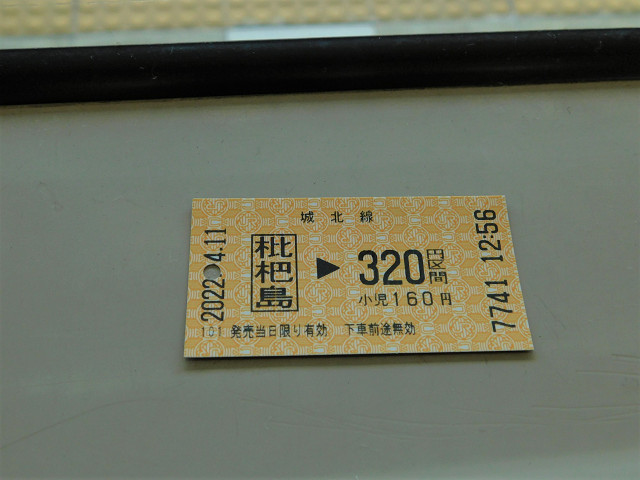 城北線
2022.-4.11
枇杷島
▶
320円区間
小児160円
7741 12:56
101 発売当日限り有効 下車前途無効